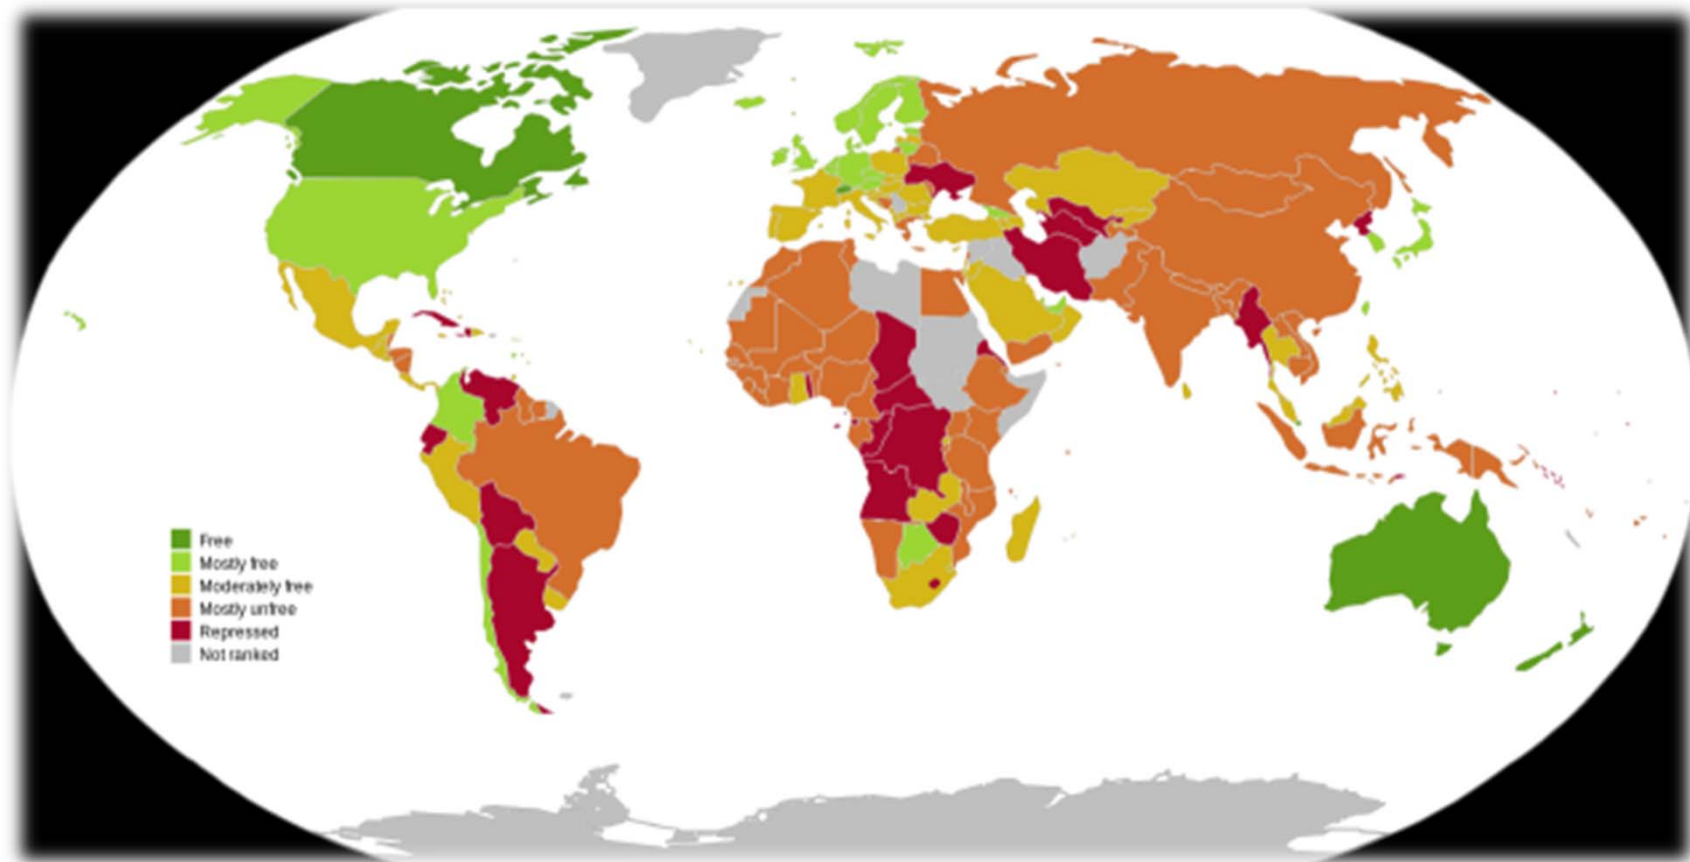 Free
Mostly free
Moderately free
Mostly unfree
Repressed
Not ranked